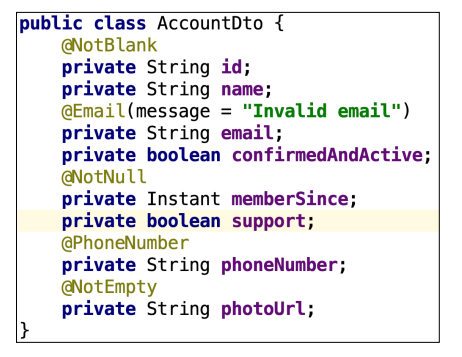 public class AccountDto {
    @NotBlank
    private String id;
    private String name;
    @Email(message = "Invalid email")
    private String email;
    private boolean confirmedAndActive;
    @NotNull
    private Instant memberSince;
    private boolean support;
    @PhoneNumber
    private String phoneNumber;
    @NotEmpty
    private String photoUrl;
}